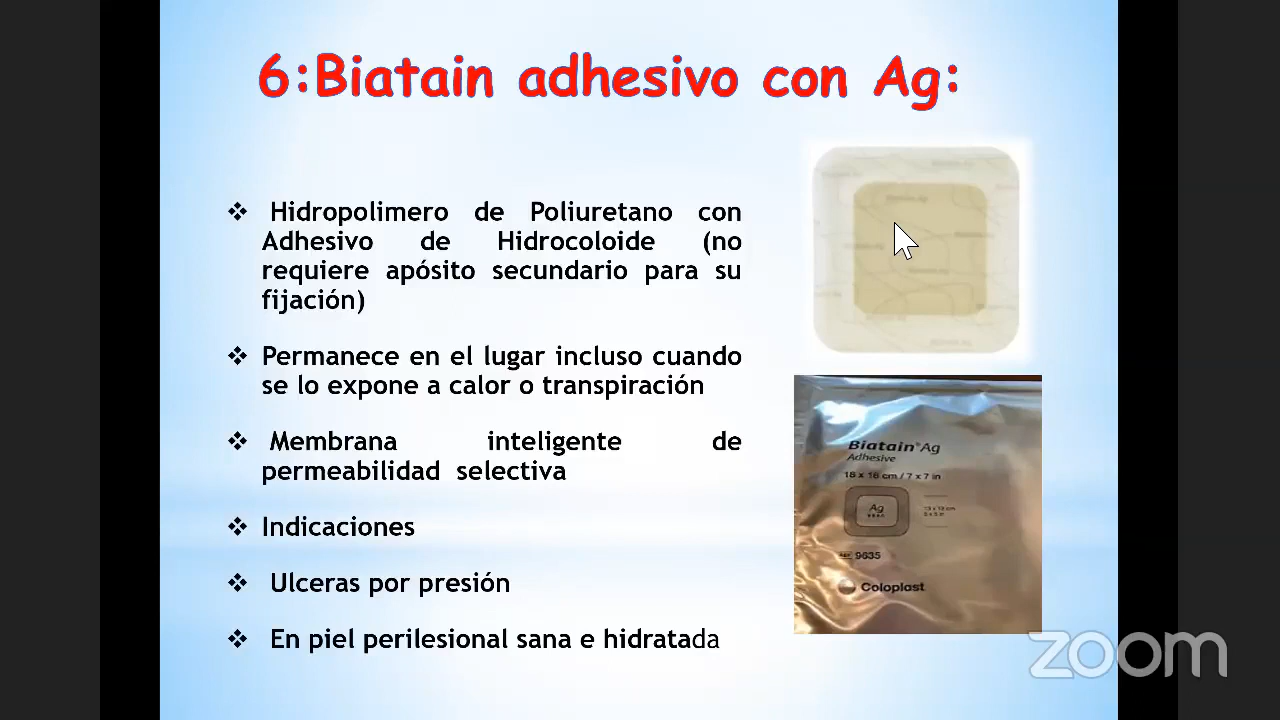 6:Biatain adhesivo con Ag:
❖ Hidropolimero de Poliuretano con
Adhesivo de Hidrocoloide (no
requiere apósito secundario para su
fijación)
❖ Permanece en el lugar incluso cuando
se lo expone a calor o transpiración
❖ Membrana inteligente de
permeabilidad selectiva
❖ Indicaciones
❖ Ulceras por presión
❖ En piel perilesional sana e hidratada
Biatain® Ag
Adhesive
18 x 18 cm / 7 x 7 in
Ag
REF 9635
Coloplast
zoom